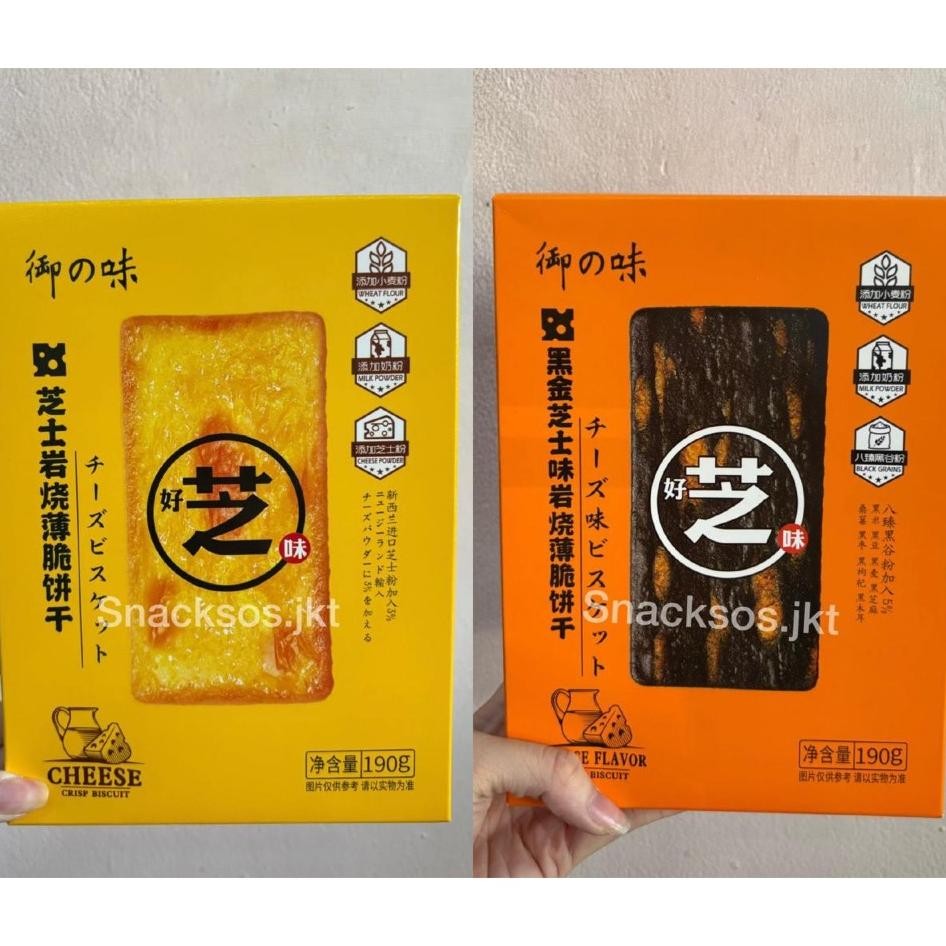 御の味
芝士岩烧薄脆饼干
チーズビスケット
好
芝
味
添加小麦粉
WHEAT FLOUR
添加奶粉
MILK POWDER
添加芝士粉
CHEESE POWDER
新西兰进口芝士粉加入5%
ニュージーランド輸入
チーズパウダーに5%を加える
Snacksos.jkt
CHEESE
CRISP BISCUIT
净含量 190g
图片仅供参考 请以实物为准
御の味
黑金芝士味岩烧薄脆饼干
チーズ味ビスケット
好
芝
味
添加小麦粉
WHEAT FLOUR
添加奶粉
MILK POWDER
八臻黑谷粉
BLACK GRAINS
八臻黑谷粉加入5%
黑米 黑豆 黑麦 黑芝麻
桑葚 黑枣 黑枸杞 黑木耳
Snacksos.jkt
FLAVOR
BISCUIT
净含量 190g
图片仅供参考 请以实物为准